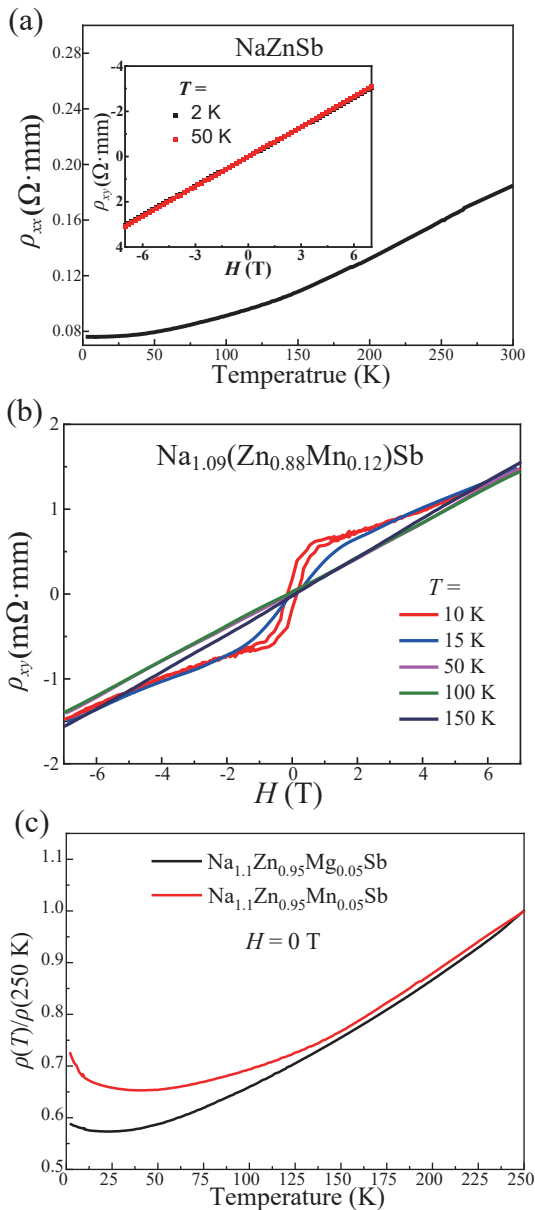 (a)
NaZnSb
0.28
0.24
0.20
0.16
0.12
0.08
ρxx (Ω·mm)
-4
-2
0
2
4
ρxy (Ω·mm)
T =
2 K
50 K
-6 -3 0 3 6
H (T)
0 50 100 150 200 250 300
Temperatrue (K)
(b)
Na1.09(Zn0.88Mn0.12)Sb
2
1
0
-1
-2
ρxy (mΩ·mm)
T =
10 K
15 K
50 K
100 K
150 K
-6 -4 -2 0 2 4 6
H (T)
(c)
Na1.1Zn0.95Mg0.05Sb
Na1.1Zn0.95Mn0.05Sb
H = 0 T
1.1
1.0
0.9
0.8
0.7
0.6
0.5
ρ(T)/ρ(250 K)
0 25 50 75 100 125 150 175 200 225 250
Temperature (K)